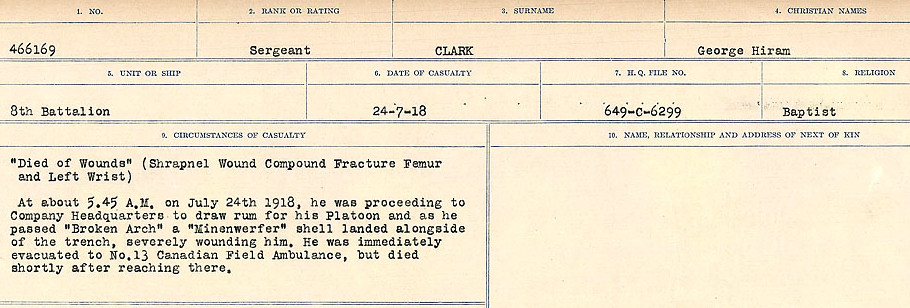 1. NO. 2. RANK OR RATING 3. SURNAME 4. CHRISTIAN NAMES
466169 Sergeant CLARK George Hiram
5. UNIT OR SHIP 6. DATE OF CASUALTY 7. H. Q. FILE NO. 8. RELIGION
8th Battalion 24-7-18 649-C-6299 Baptist
9. CIRCUMSTANCES OF CASUALTY 10. NAME, RELATIONSHIP AND ADDRESS OF NEXT OF KIN
"Died of Wounds" (Shrapnel Wound Compound Fracture Femur
and Left Wrist)
At about 5.45 A.M. on July 24th 1918, he was proceeding to
Company Headquarters to draw rum for his Platoon and as he
passed "Broken Arch" a "Minenwerfer" shell landed alongside
of the trench, severely wounding him. He was immediately
evacuated to No.13 Canadian Field Ambulance, but died
shortly after reaching there.